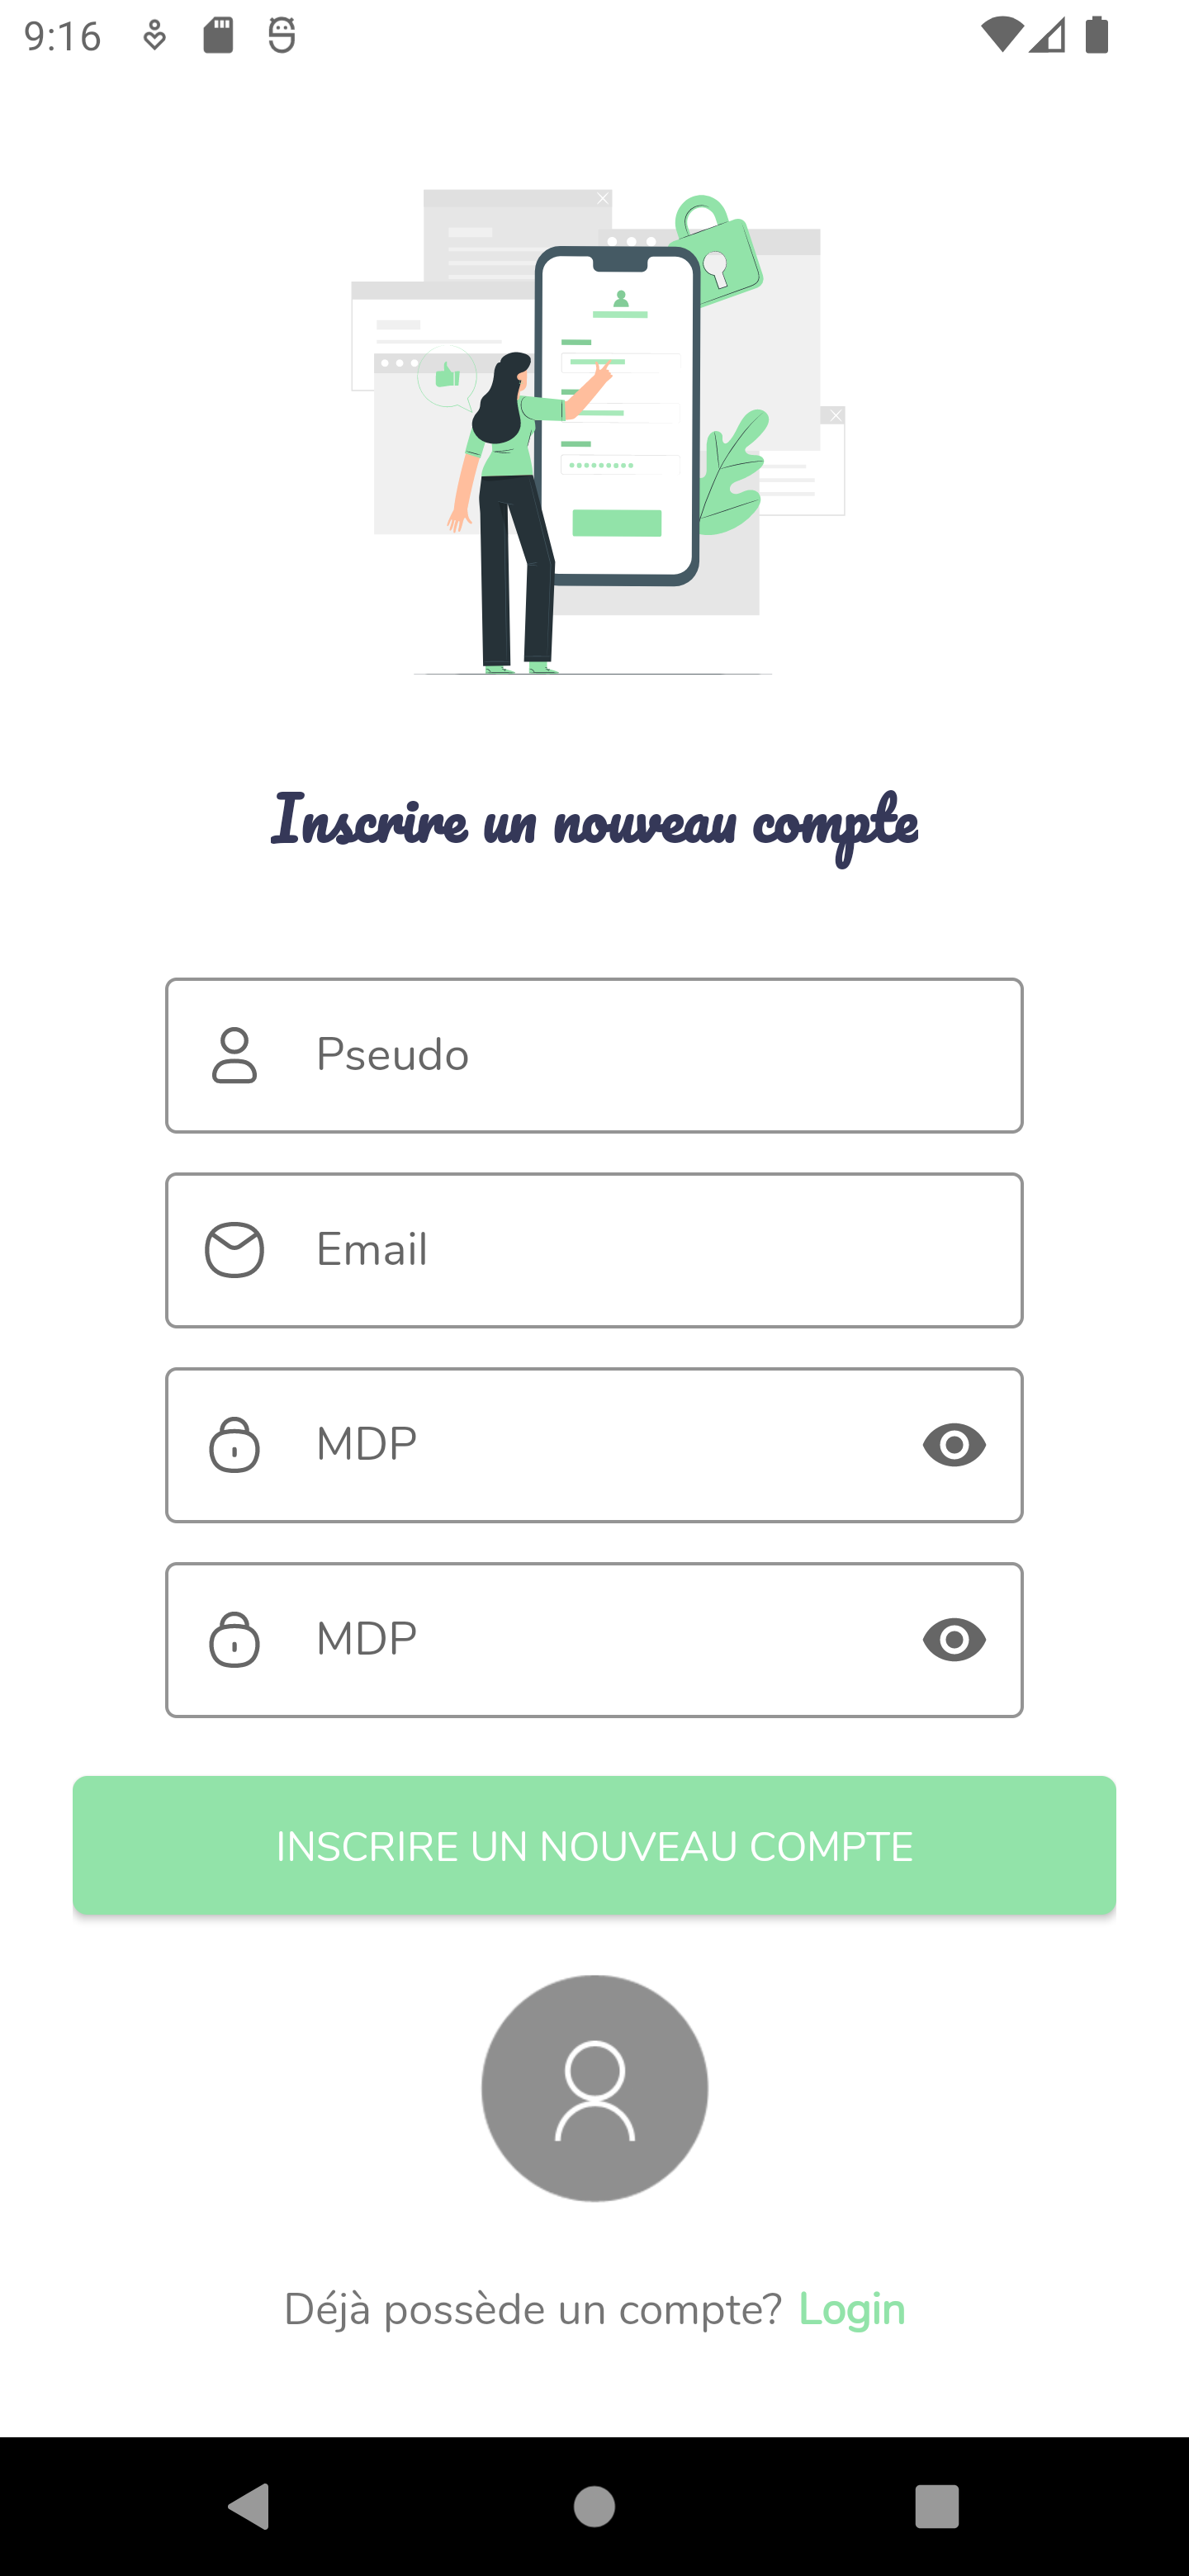 9:16
Inscrire un nouveau compte
Pseudo
Email
MDP
MDP
INSCRIRE UN NOUVEAU COMPTE
Déjà possède un compte? Login